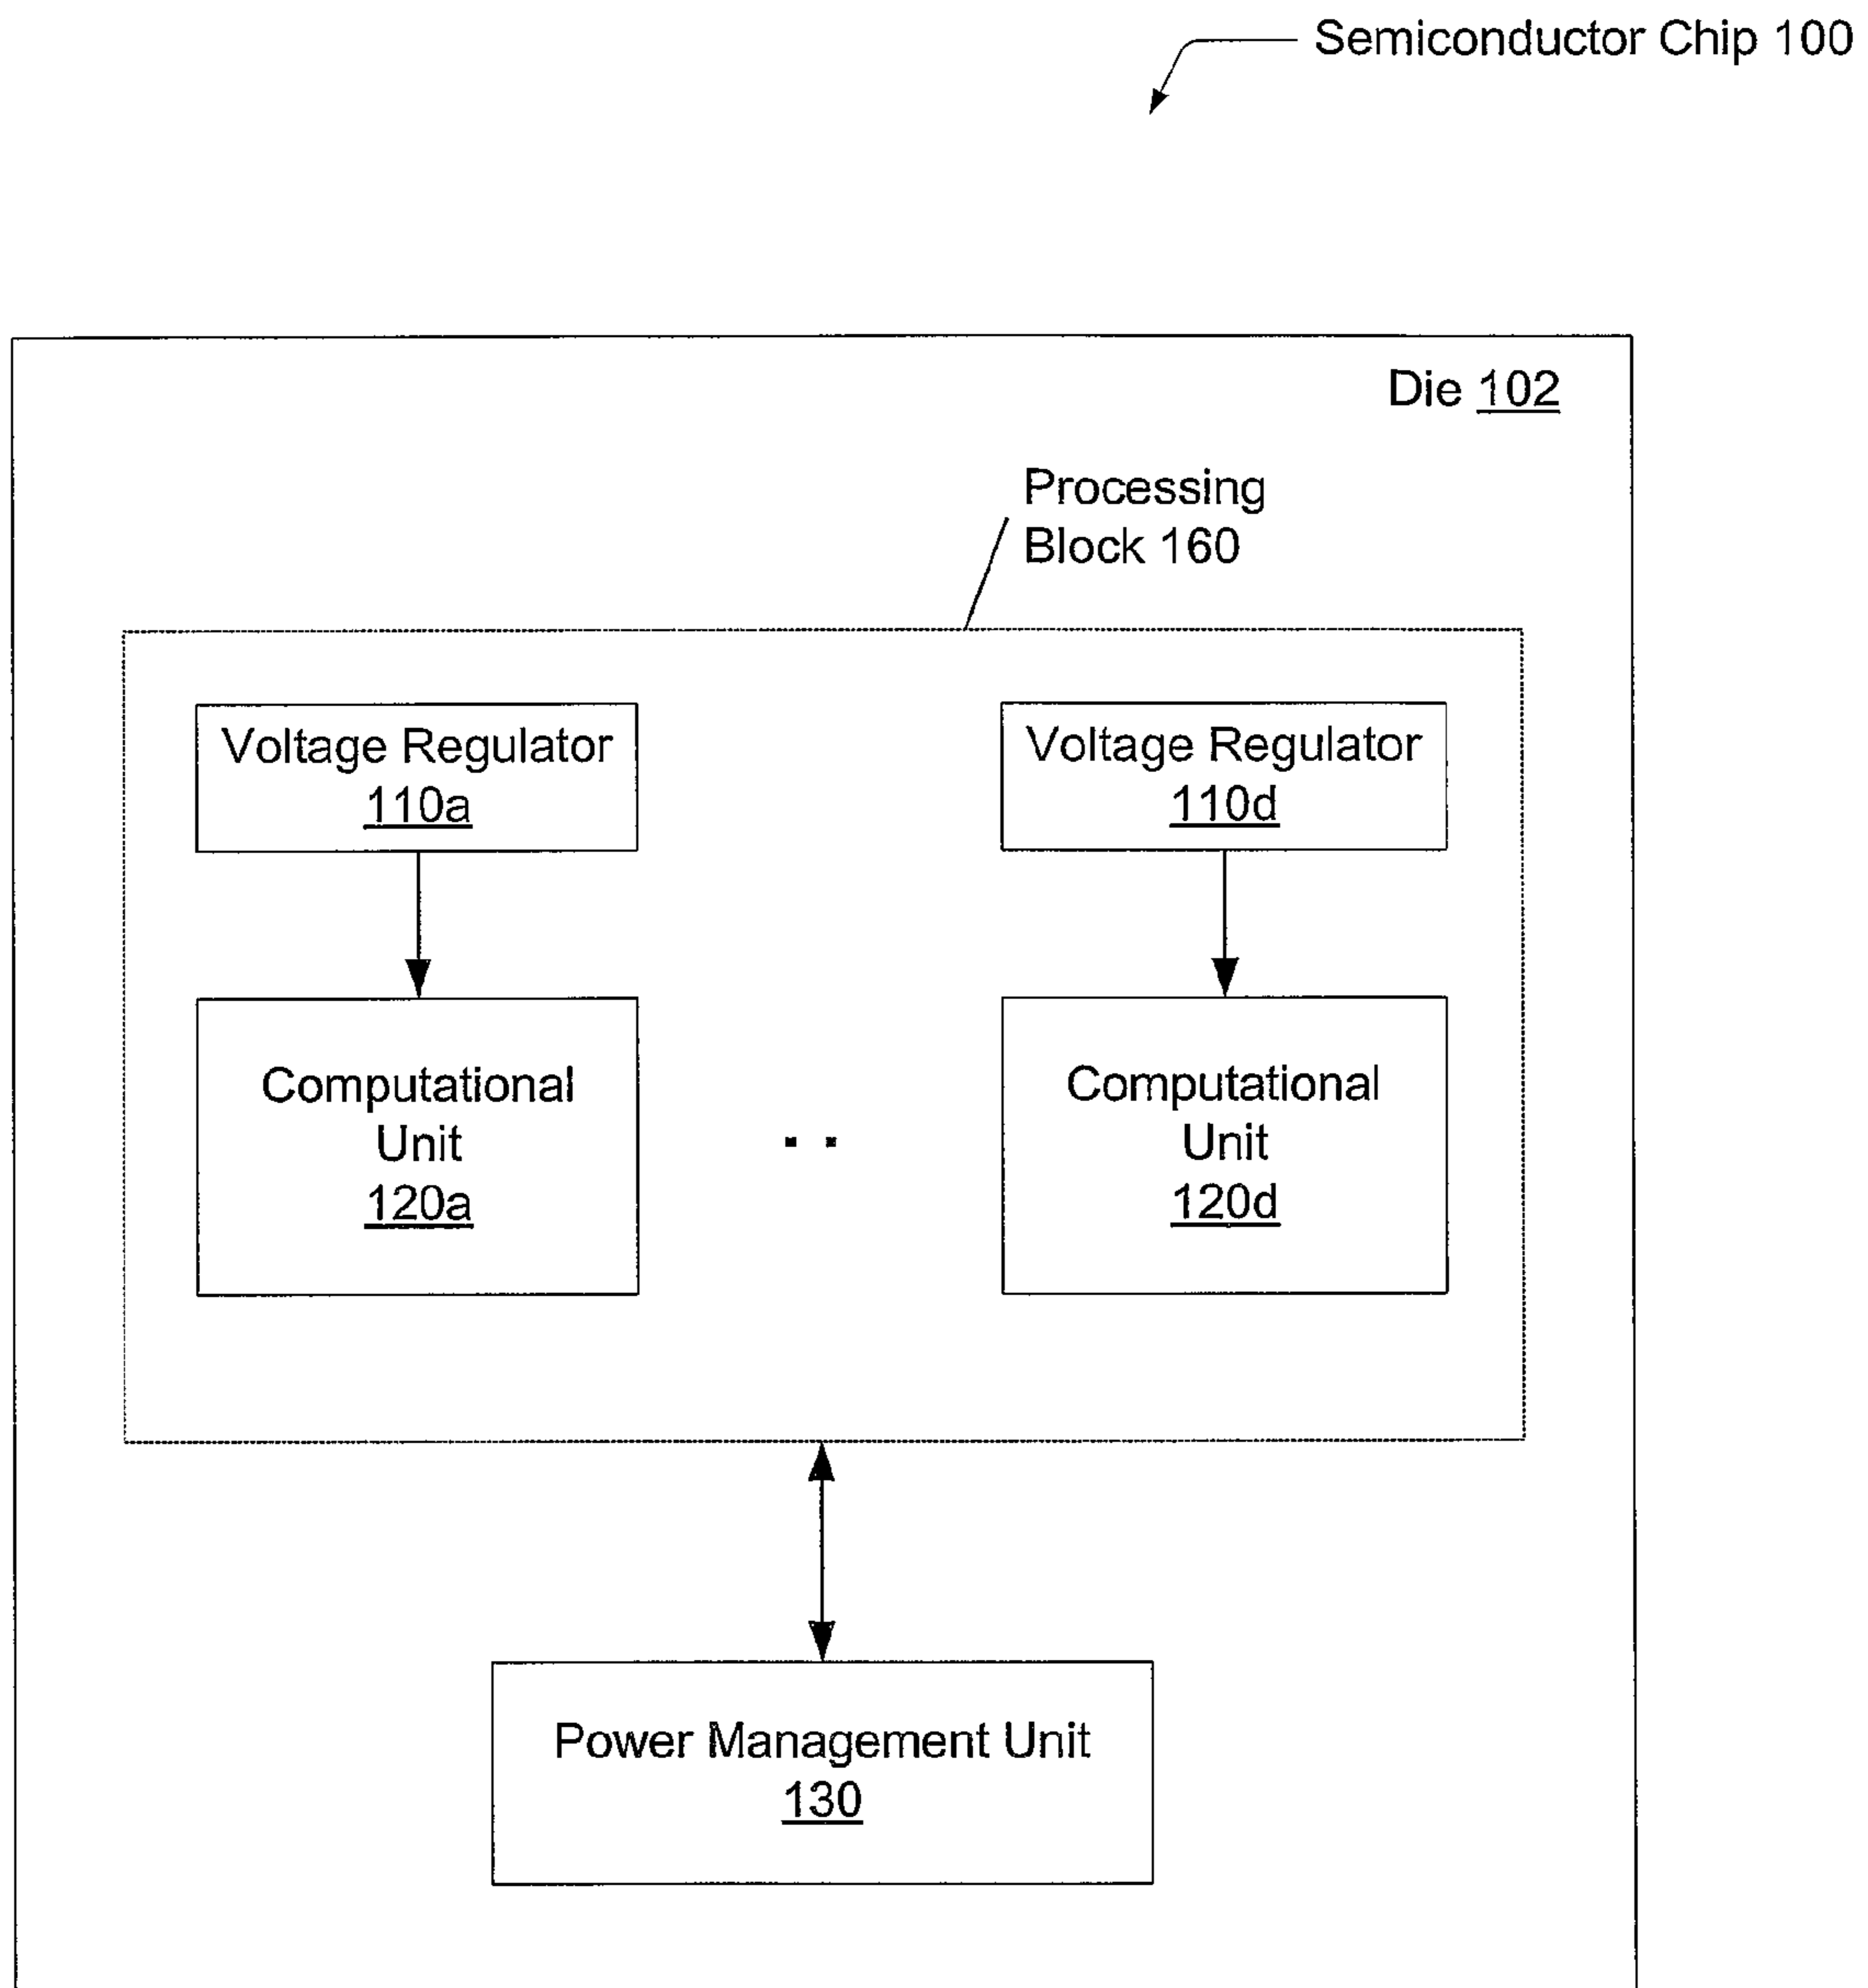 Semiconductor Chip 100
Die 102
Processing
Block 160
Voltage Regulator
110a
Voltage Regulator
110d
Computational
Unit
120a
. .
Computational
Unit
120d
Power Management Unit
130